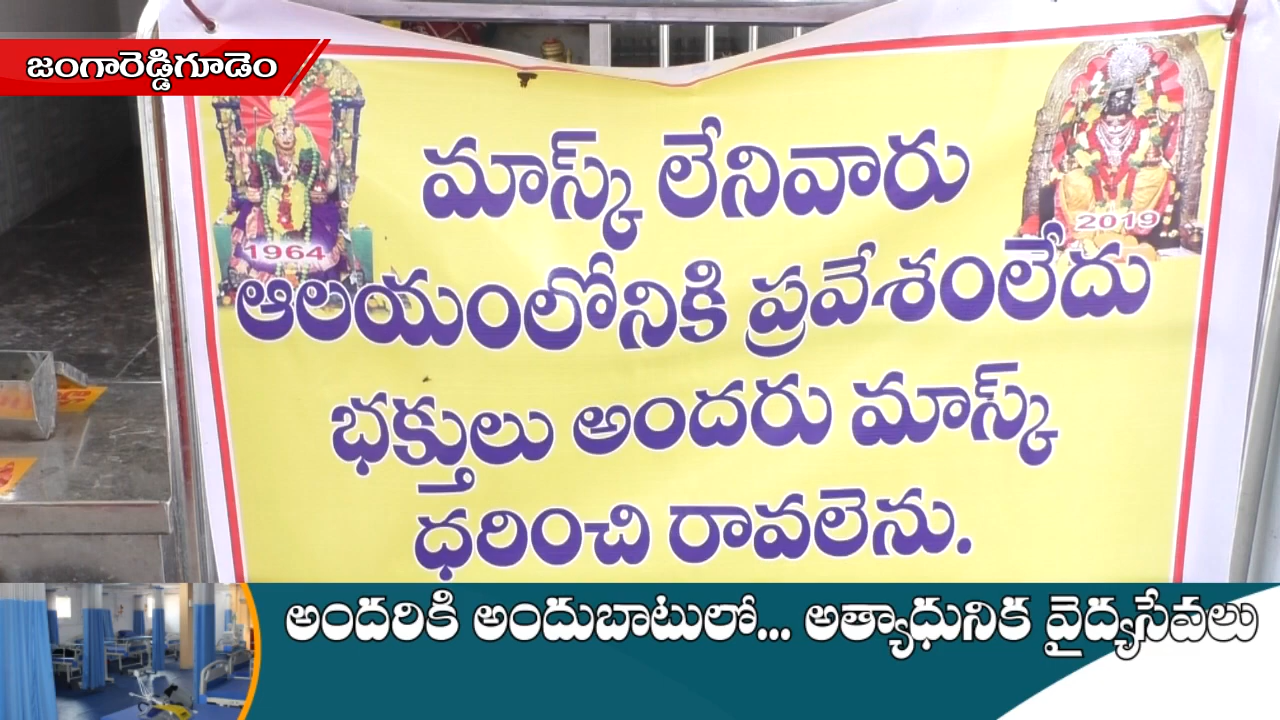 జంగారెడ్డిగూడెం
మాస్క్ లేనివారు
1964
2019
ఆలయంలోనికి ప్రవేశంలేదు
భక్తులు అందరు మాస్క్
ధరించి రావలెను.
అందరికి అందుబాటులో... అత్యాధునిక వైద్యసేవలు